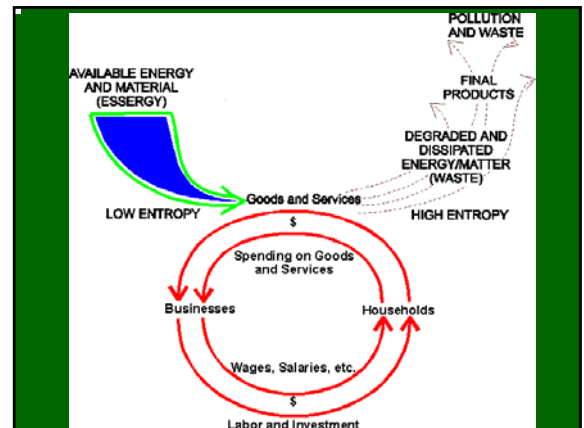 POLLUTION
AND WASTE
AVAILABLE ENERGY
AND MATERIAL
(ESSERGY)
FINAL
PRODUCTS
DEGRADED AND
DISSIPATED
ENERGY/MATTER
(WASTE)
Goods and Services
LOW ENTROPY
HIGH ENTROPY
$
Spending on Goods
and Services
Businesses
Households
Wages, Salaries, etc.
$
Labor and Investment